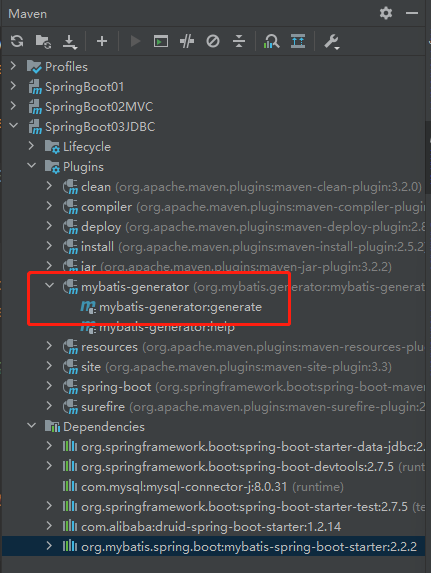 Maven
Profiles
SpringBoot01
SpringBoot02MVC
SpringBoot03JDBC
Lifecycle
Plugins
clean (org.apache.maven.plugins:maven-clean-plugin:3.2.0)
compiler (org.apache.maven.plugins:maven-compiler-plugin
deploy (org.apache.maven.plugins:maven-deploy-plugin:2.8
install (org.apache.maven.plugins:maven-install-plugin:2.5.2
jar (org.apache.maven.plugins:maven-jar-plugin:3.2.2)
mybatis-generator (org.mybatis.generator:mybatis-generat
mybatis-generator:generate
mybatis-generator:help
resources (org.apache.maven.plugins:maven-resources-plu
site (org.apache.maven.plugins:maven-site-plugin:3.3)
spring-boot (org.springframework.boot:spring-boot-maven
surefire (org.apache.maven.plugins:maven-surefire-plugin:2
Dependencies
org.springframework.boot:spring-boot-starter-data-jdbc:2.
org.springframework.boot:spring-boot-devtools:2.7.5 (runt
com.mysql:mysql-connector-j:8.0.31 (runtime)
org.springframework.boot:spring-boot-starter-test:2.7.5 (te
com.alibaba:druid-spring-boot-starter:1.2.14
org.mybatis.spring.boot:mybatis-spring-boot-starter:2.2.2